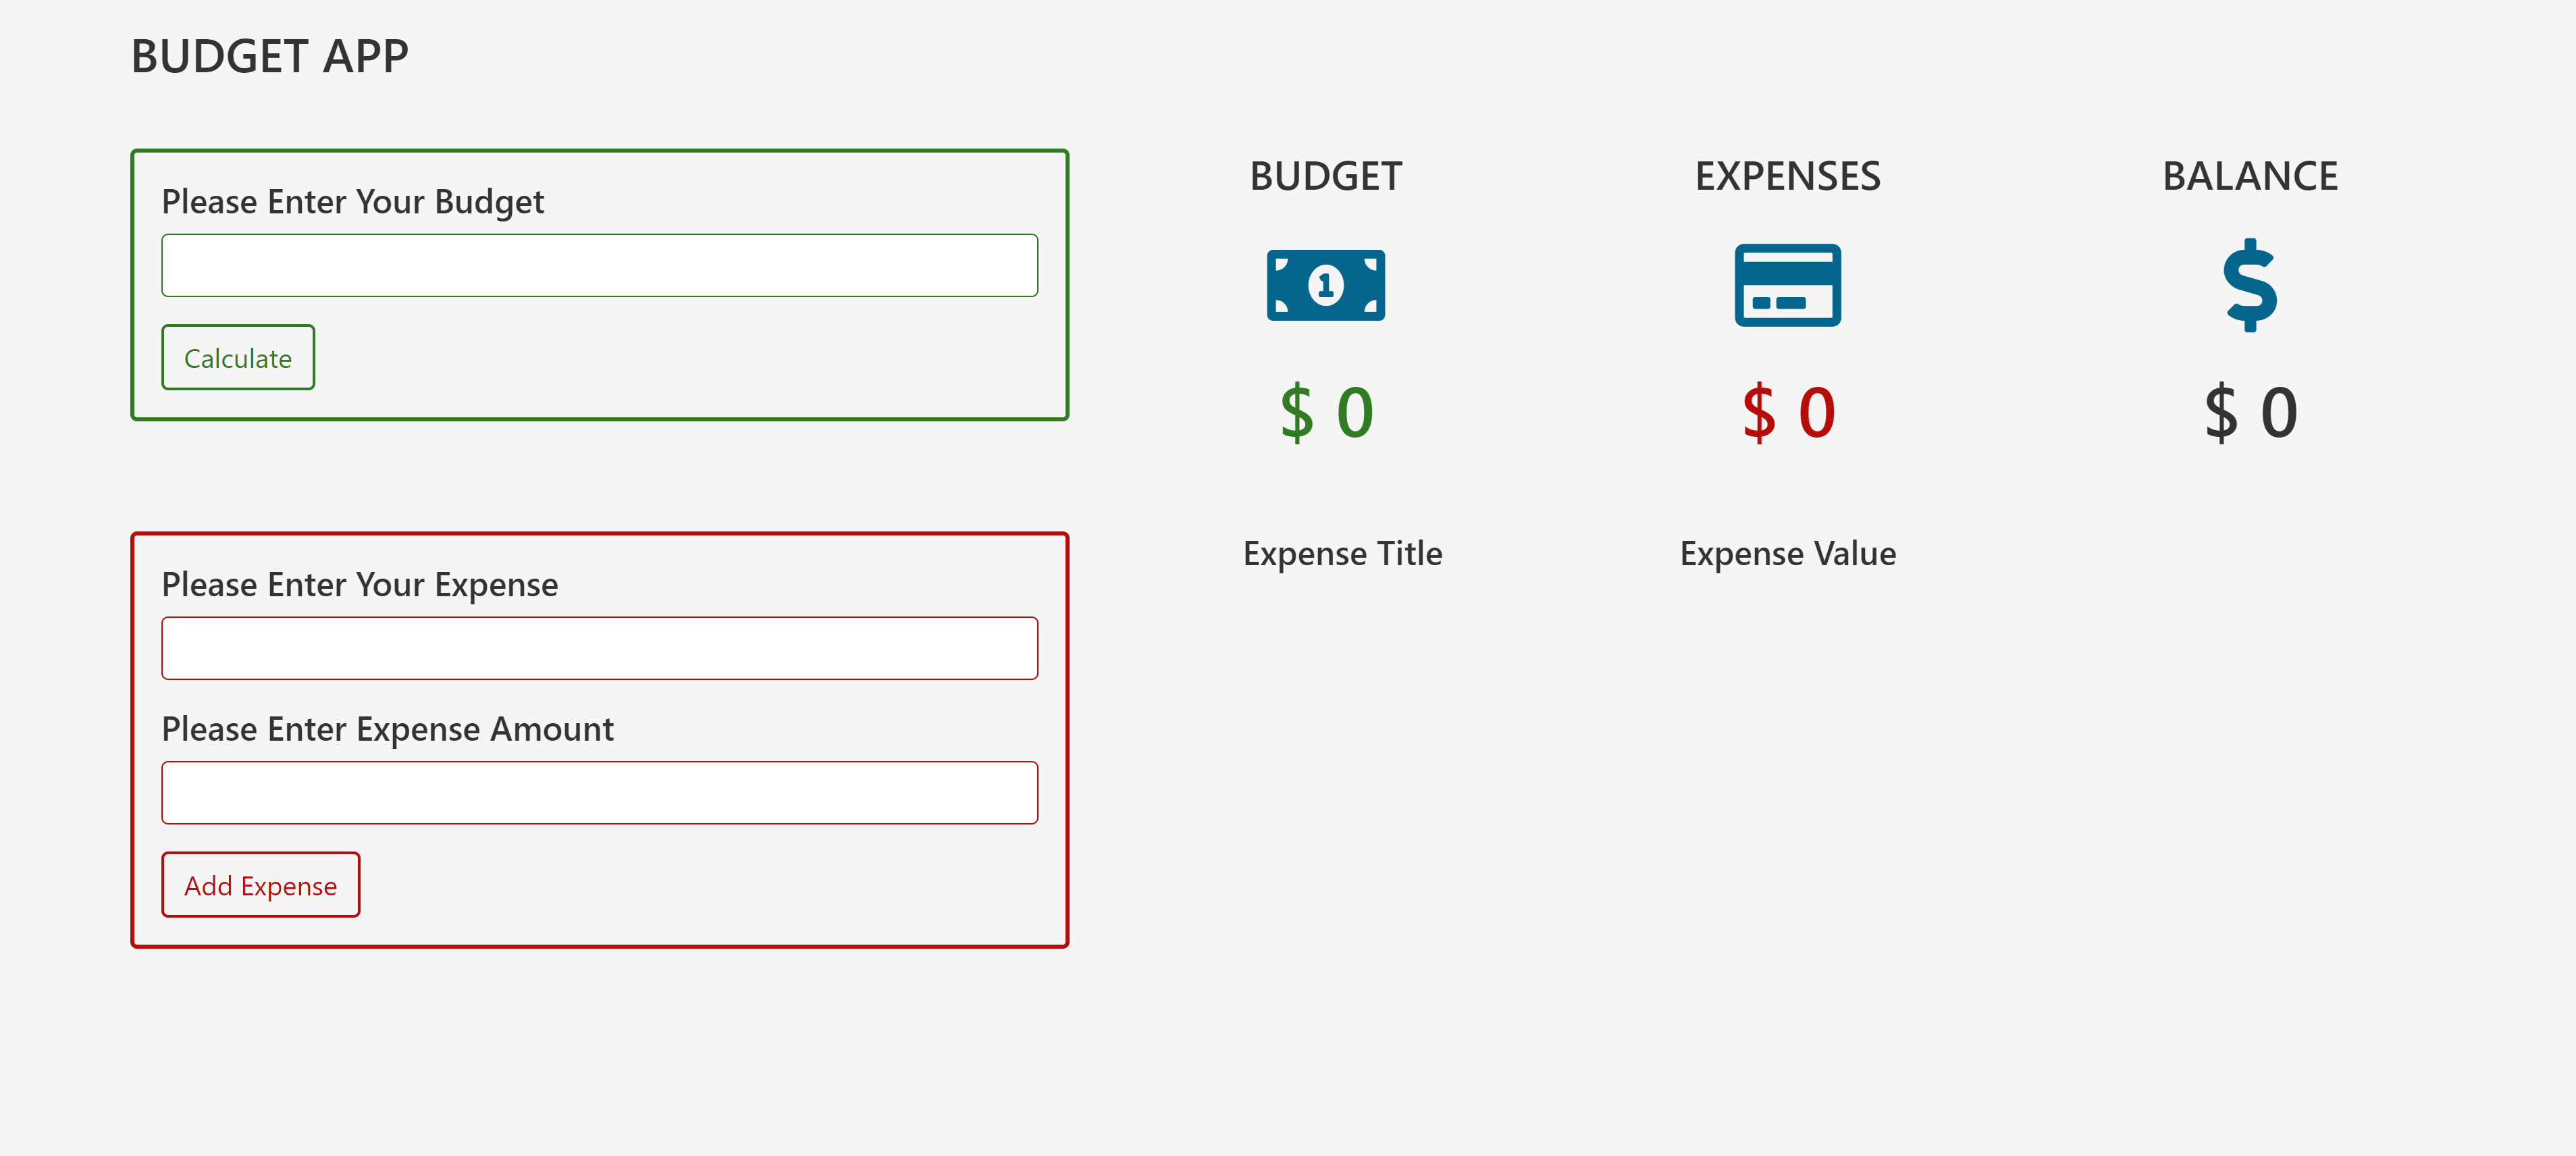 BUDGET APP
Please Enter Your Budget
Calculate
BUDGET
EXPENSES
BALANCE
1
$ 0
$ 0
$ 0
Please Enter Your Expense
Please Enter Expense Amount
Add Expense
Expense Title
Expense Value